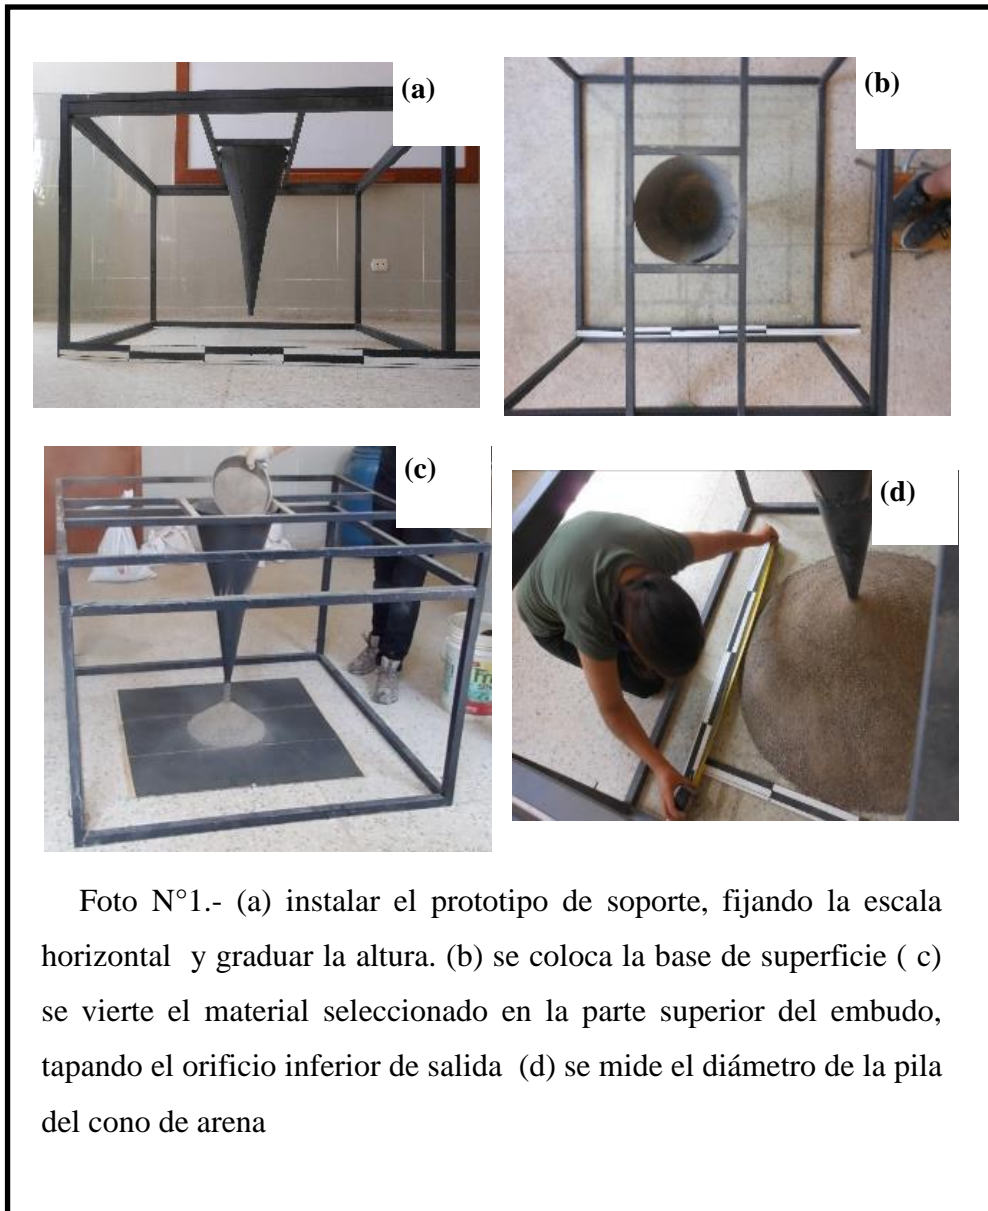 (a)
(b)
(c)
(d)
Foto N°1.- (a) instalar el prototipo de soporte, fijando la escala
horizontal y graduar la altura. (b) se coloca la base de superficie ( c)
se vierte el material seleccionado en la parte superior del embudo,
tapando el orificio inferior de salida (d) se mide el diámetro de la pila
del cono de arena